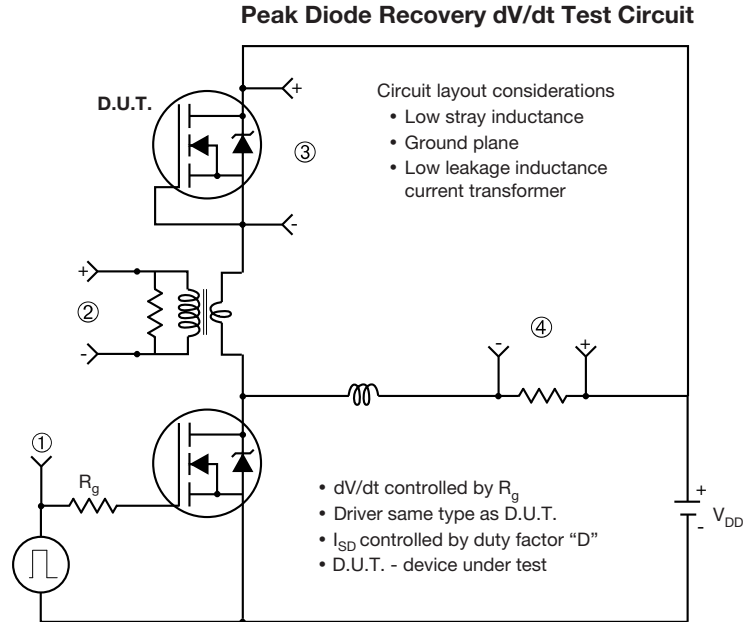 Peak Diode Recovery dV/dt Test Circuit
D.U.T.
+
-
③
Circuit layout considerations
• Low stray inductance
• Ground plane
• Low leakage inductance
current transformer
+
②
-
④
- +
①
Rg
• dV/dt controlled by Rg
• Driver same type as D.U.T.
• ISD controlled by duty factor “D”
• D.U.T. - device under test
+
-
VDD